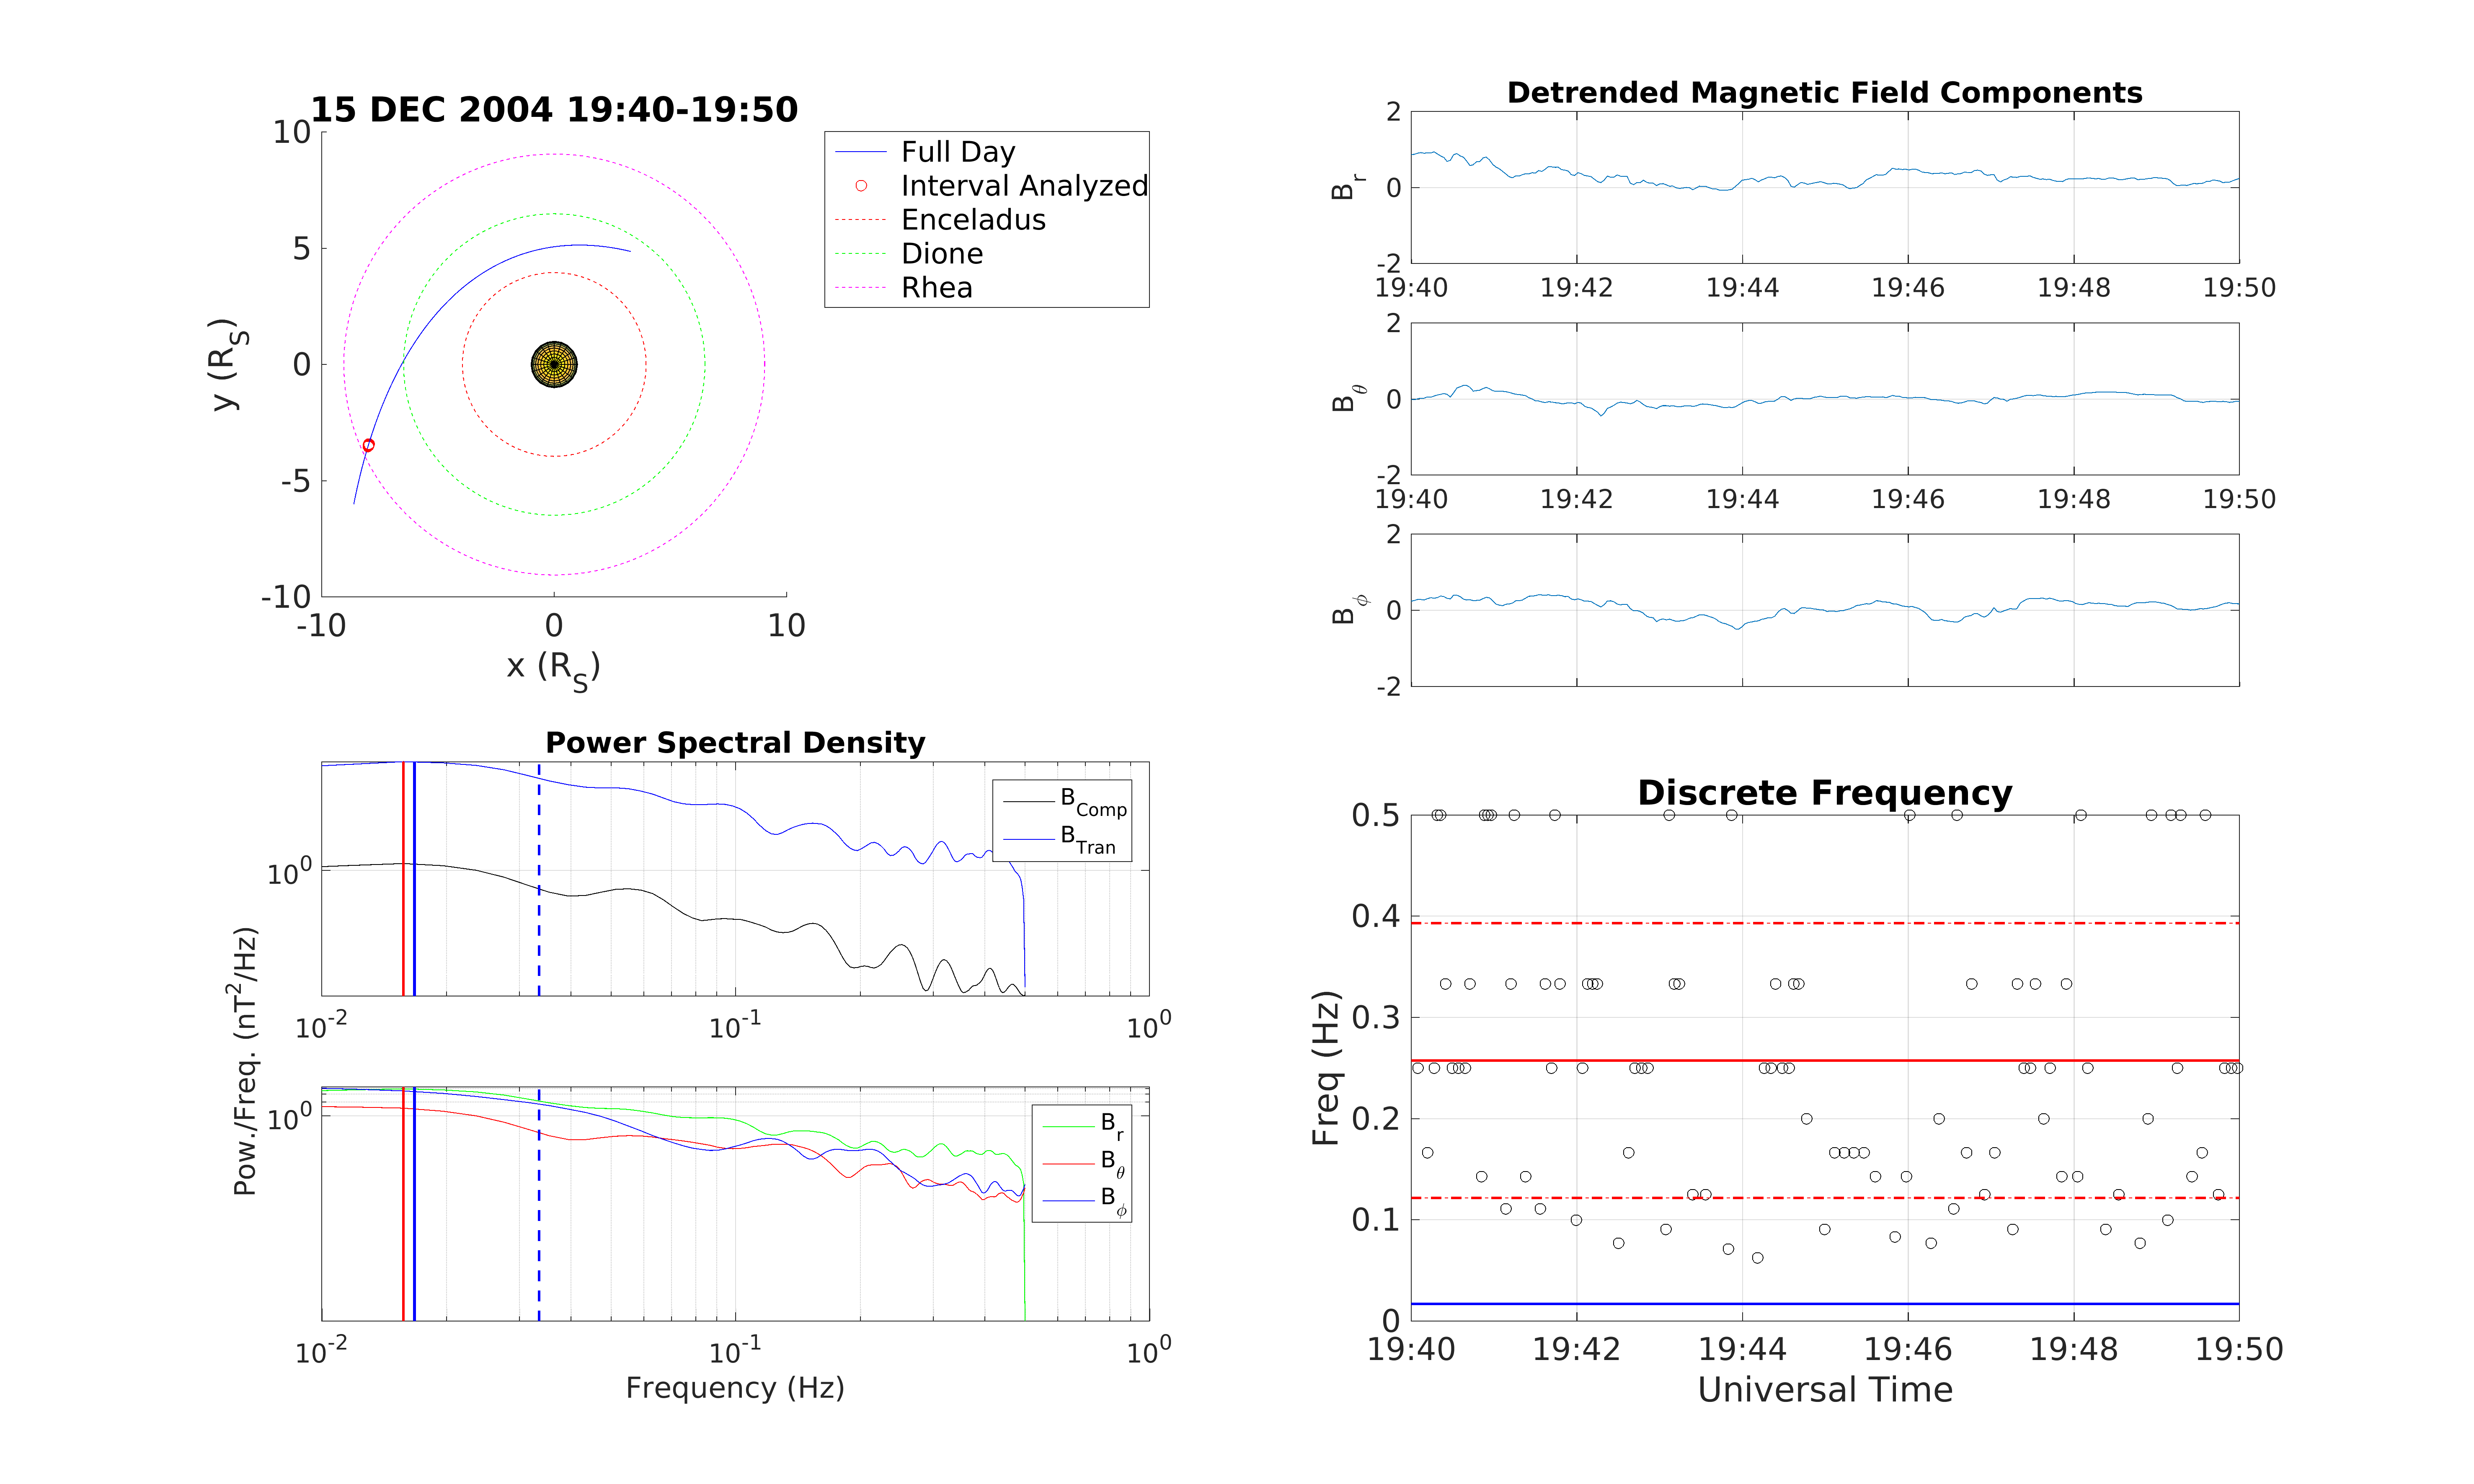 15 DEC 2004 19:40-19:50
10
5
0
-5
-10
-10 0 10
y (R_S)
x (R_S)
Full Day
Interval Analyzed
Enceladus
Dione
Rhea
Detrended Magnetic Field Components
2
0
-2
B_r
19:40 19:42 19:44 19:46 19:48 19:50
2
0
-2
B_θ
19:40 19:42 19:44 19:46 19:48 19:50
2
0
-2
B_ϕ
Power Spectral Density
10^0
B_Comp
B_Tran
10^-2 10^-1 10^0
Pow./Freq. (nT^2/Hz)
10^0
B_r
B_θ
B_ϕ
10^-2 10^-1 10^0
Frequency (Hz)
Discrete Frequency
0.5
0.4
0.3
0.2
0.1
0
Freq (Hz)
19:40 19:42 19:44 19:46 19:48 19:50
Universal Time